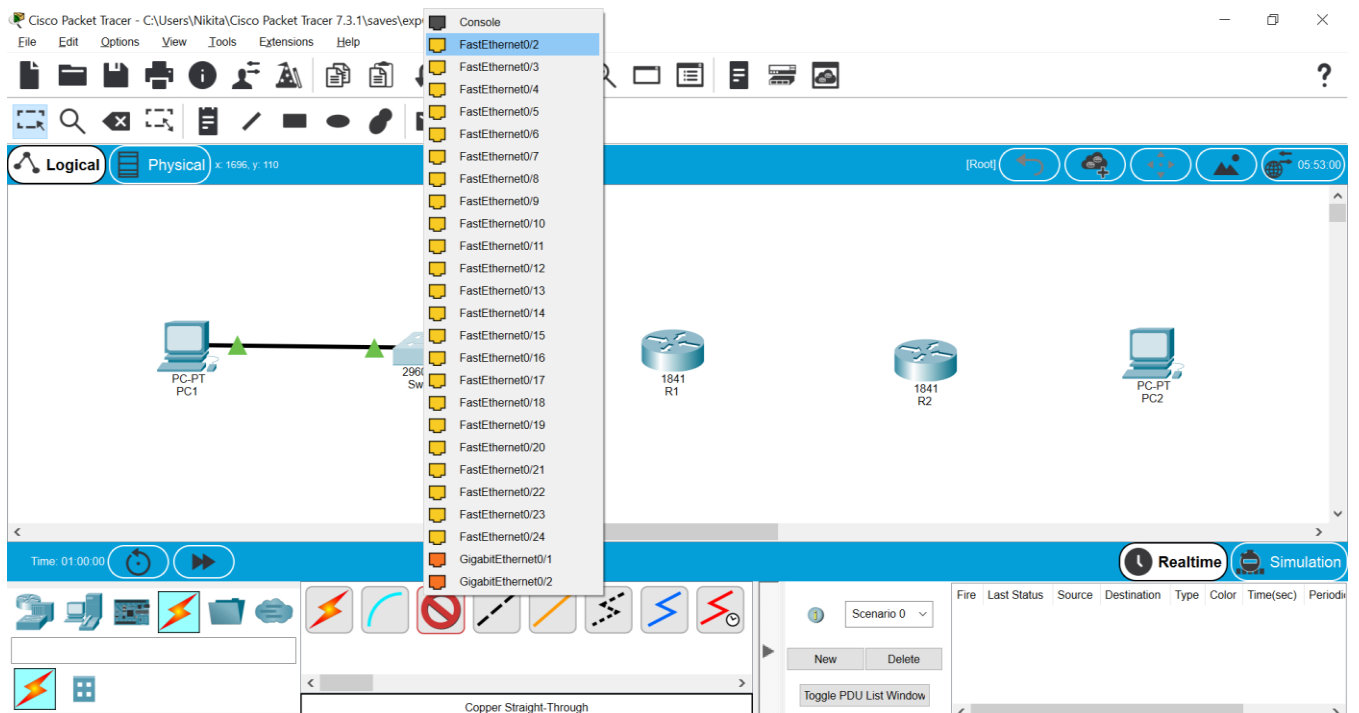 Cisco Packet Tracer - C:\Users\Nikita\Cisco Packet Tracer 7.3.1\saves\exp
File Edit Options View Tools Extensions Help
?
Logical Physical x: 1696, y: 110 [Root] 05:53:00
Console
FastEthernet0/2
FastEthernet0/3
FastEthernet0/4
FastEthernet0/5
FastEthernet0/6
FastEthernet0/7
FastEthernet0/8
FastEthernet0/9
FastEthernet0/10
FastEthernet0/11
FastEthernet0/12
FastEthernet0/13
FastEthernet0/14
FastEthernet0/15
FastEthernet0/16
FastEthernet0/17
FastEthernet0/18
FastEthernet0/19
FastEthernet0/20
FastEthernet0/21
FastEthernet0/22
FastEthernet0/23
FastEthernet0/24
GigabitEthernet0/1
GigabitEthernet0/2
PC-PT
PC1
2960
Sw
1841
R1
1841
R2
PC-PT
PC2
Time: 01:00:00 Realtime Simulation
Scenario 0
New Delete
Toggle PDU List Window
Fire Last Status Source Destination Type Color Time(sec) Periodi
Copper Straight-Through